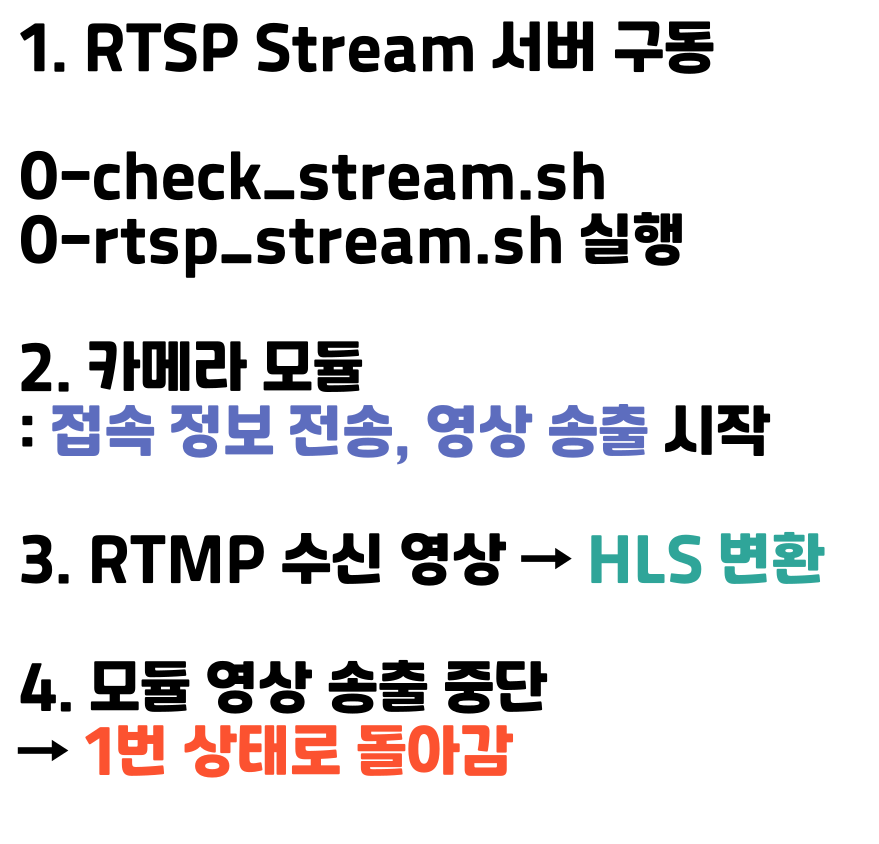 1. RTSP Stream 서버 구동
0-check_stream.sh
0-rtsp_stream.sh 실행
2. 카메라 모듈
: 접속 정보 전송, 영상 송출 시작
3. RTMP 수신 영상 → HLS 변환
4. 모듈 영상 송출 중단
→ 1번 상태로 돌아감